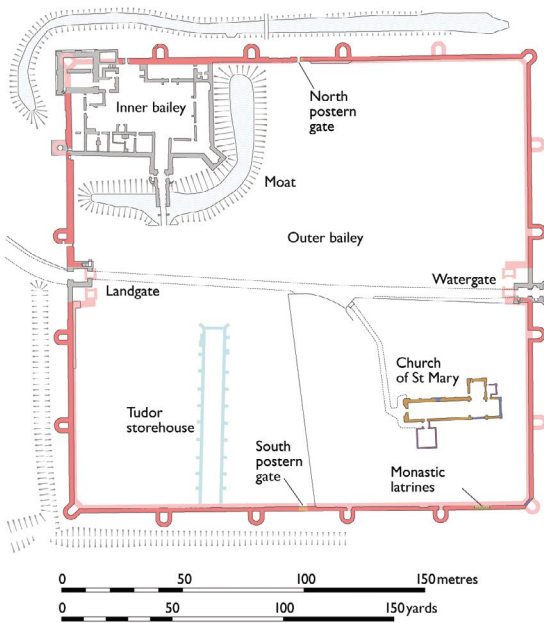 Inner bailey
North
postern
gate
Moat
Outer bailey
Landgate
Watergate
Church
of St Mary
Tudor
storehouse
South
postern
gate
Monastic
latrines
0 50 100 150 metres
0 50 100 150 yards